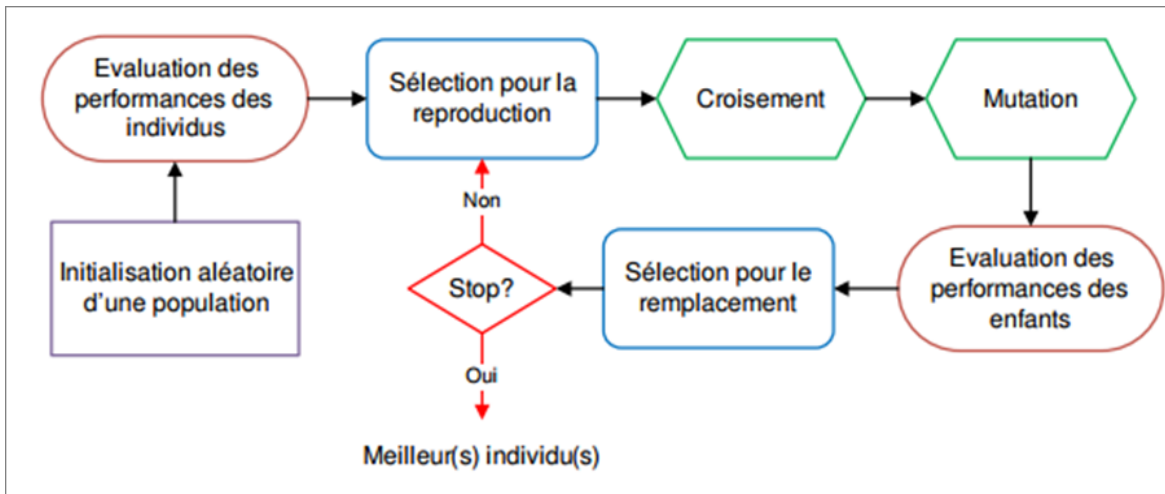 Evaluation des
performances des
individus
Sélection pour la
reproduction
Croisement
Mutation
Non
Initialisation aléatoire
d'une population
Stop?
Sélection pour le
remplacement
Evaluation des
performances des
enfants
Oui
Meilleur(s) individu(s)